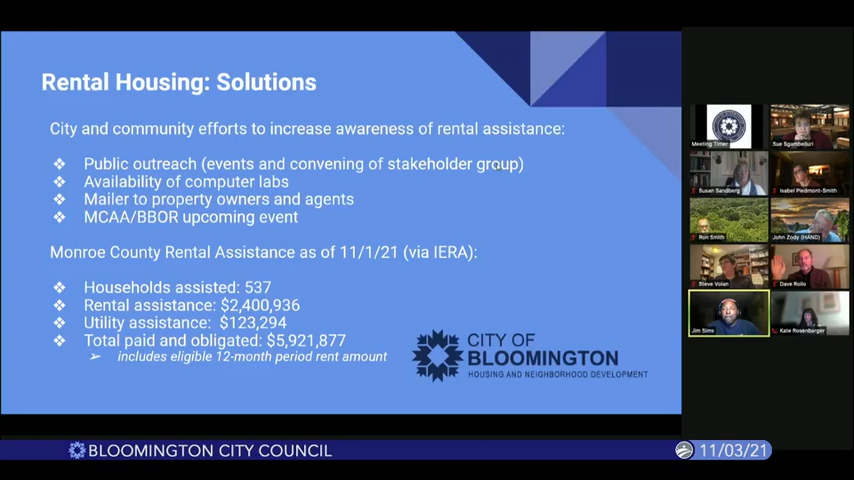 Rental Housing: Solutions
City and community efforts to increase awareness of rental assistance:
❖ Public outreach (events and convening of stakeholder group)
❖ Availability of computer labs
❖ Mailer to property owners and agents
❖ MCAA/BBOR upcoming event
Monroe County Rental Assistance as of 11/1/21 (via IERA):
❖ Households assisted: 537
❖ Rental assistance: $2,400,936
❖ Utility assistance: $123,294
❖ Total paid and obligated: $5,921,877
➢ includes eligible 12-month period rent amount
CITY OF
BLOOMINGTON
HOUSING AND NEIGHBORHOOD DEVELOPMENT
Meeting Timer
Sue Sgambelluri
Susan Sandberg
Isabel Piedmont-Smith
Ron Smith
John Zody (HAND)
Steve Volan
Dave Rollo
Jim Sims
Kate Rosenbarger
BLOOMINGTON CITY COUNCIL
11/03/21